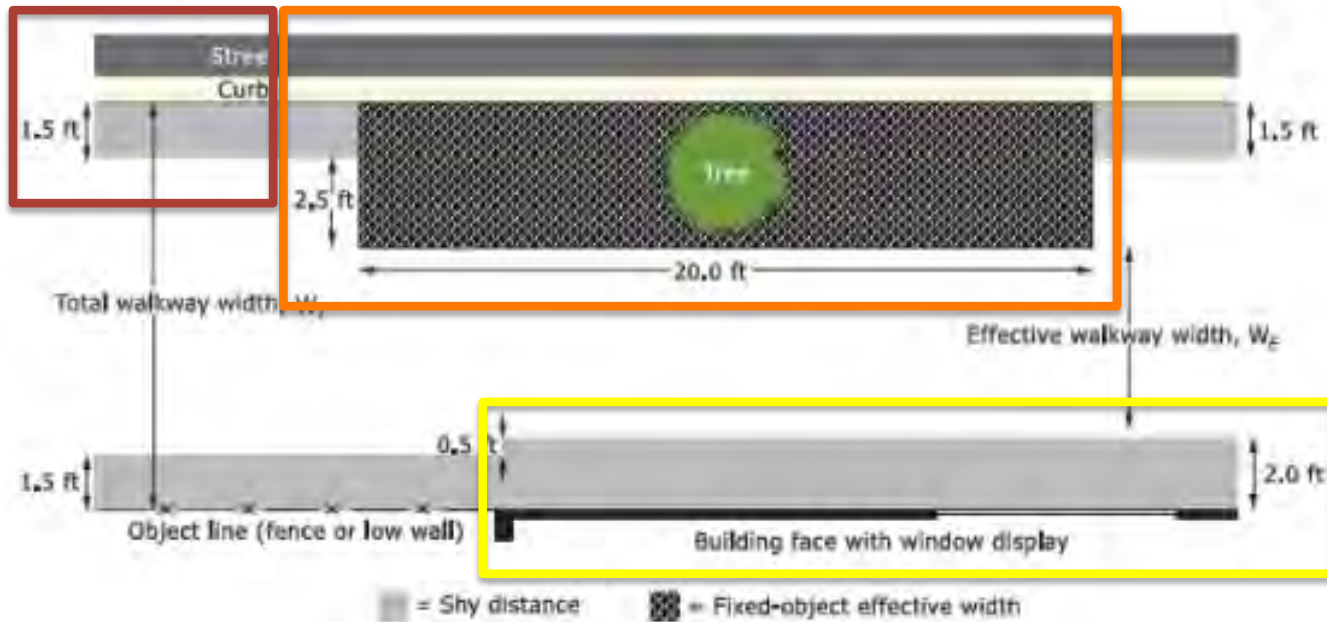 Stree
Curb
1.5 ft
1.5 ft
Tree
2.5 ft
20.0 ft
Total walkway width,
Effective walkway width, WE
0.5 ft
1.5 ft
2.0 ft
Object line (fence or low wall)
Building face with window display
= Shy distance
= Fixed-object effective width